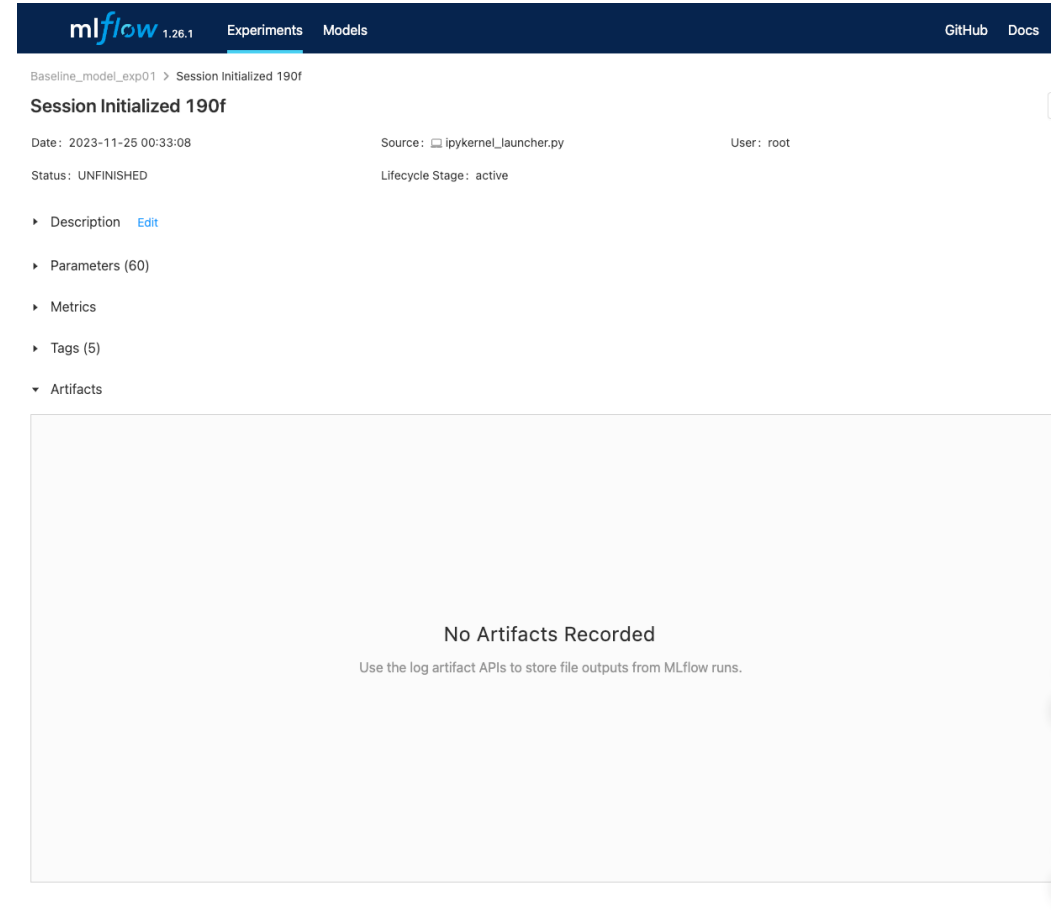 mlflow 1.26.1 Experiments Models GitHub Docs
Baseline_model_exp01 > Session Initialized 190f
Session Initialized 190f
Date: 2023-11-25 00:33:08 Source: ipykernel_launcher.py User: root
Status: UNFINISHED Lifecycle Stage: active
Description Edit
Parameters (60)
Metrics
Tags (5)
Artifacts
No Artifacts Recorded
Use the log artifact APIs to store file outputs from MLflow runs.